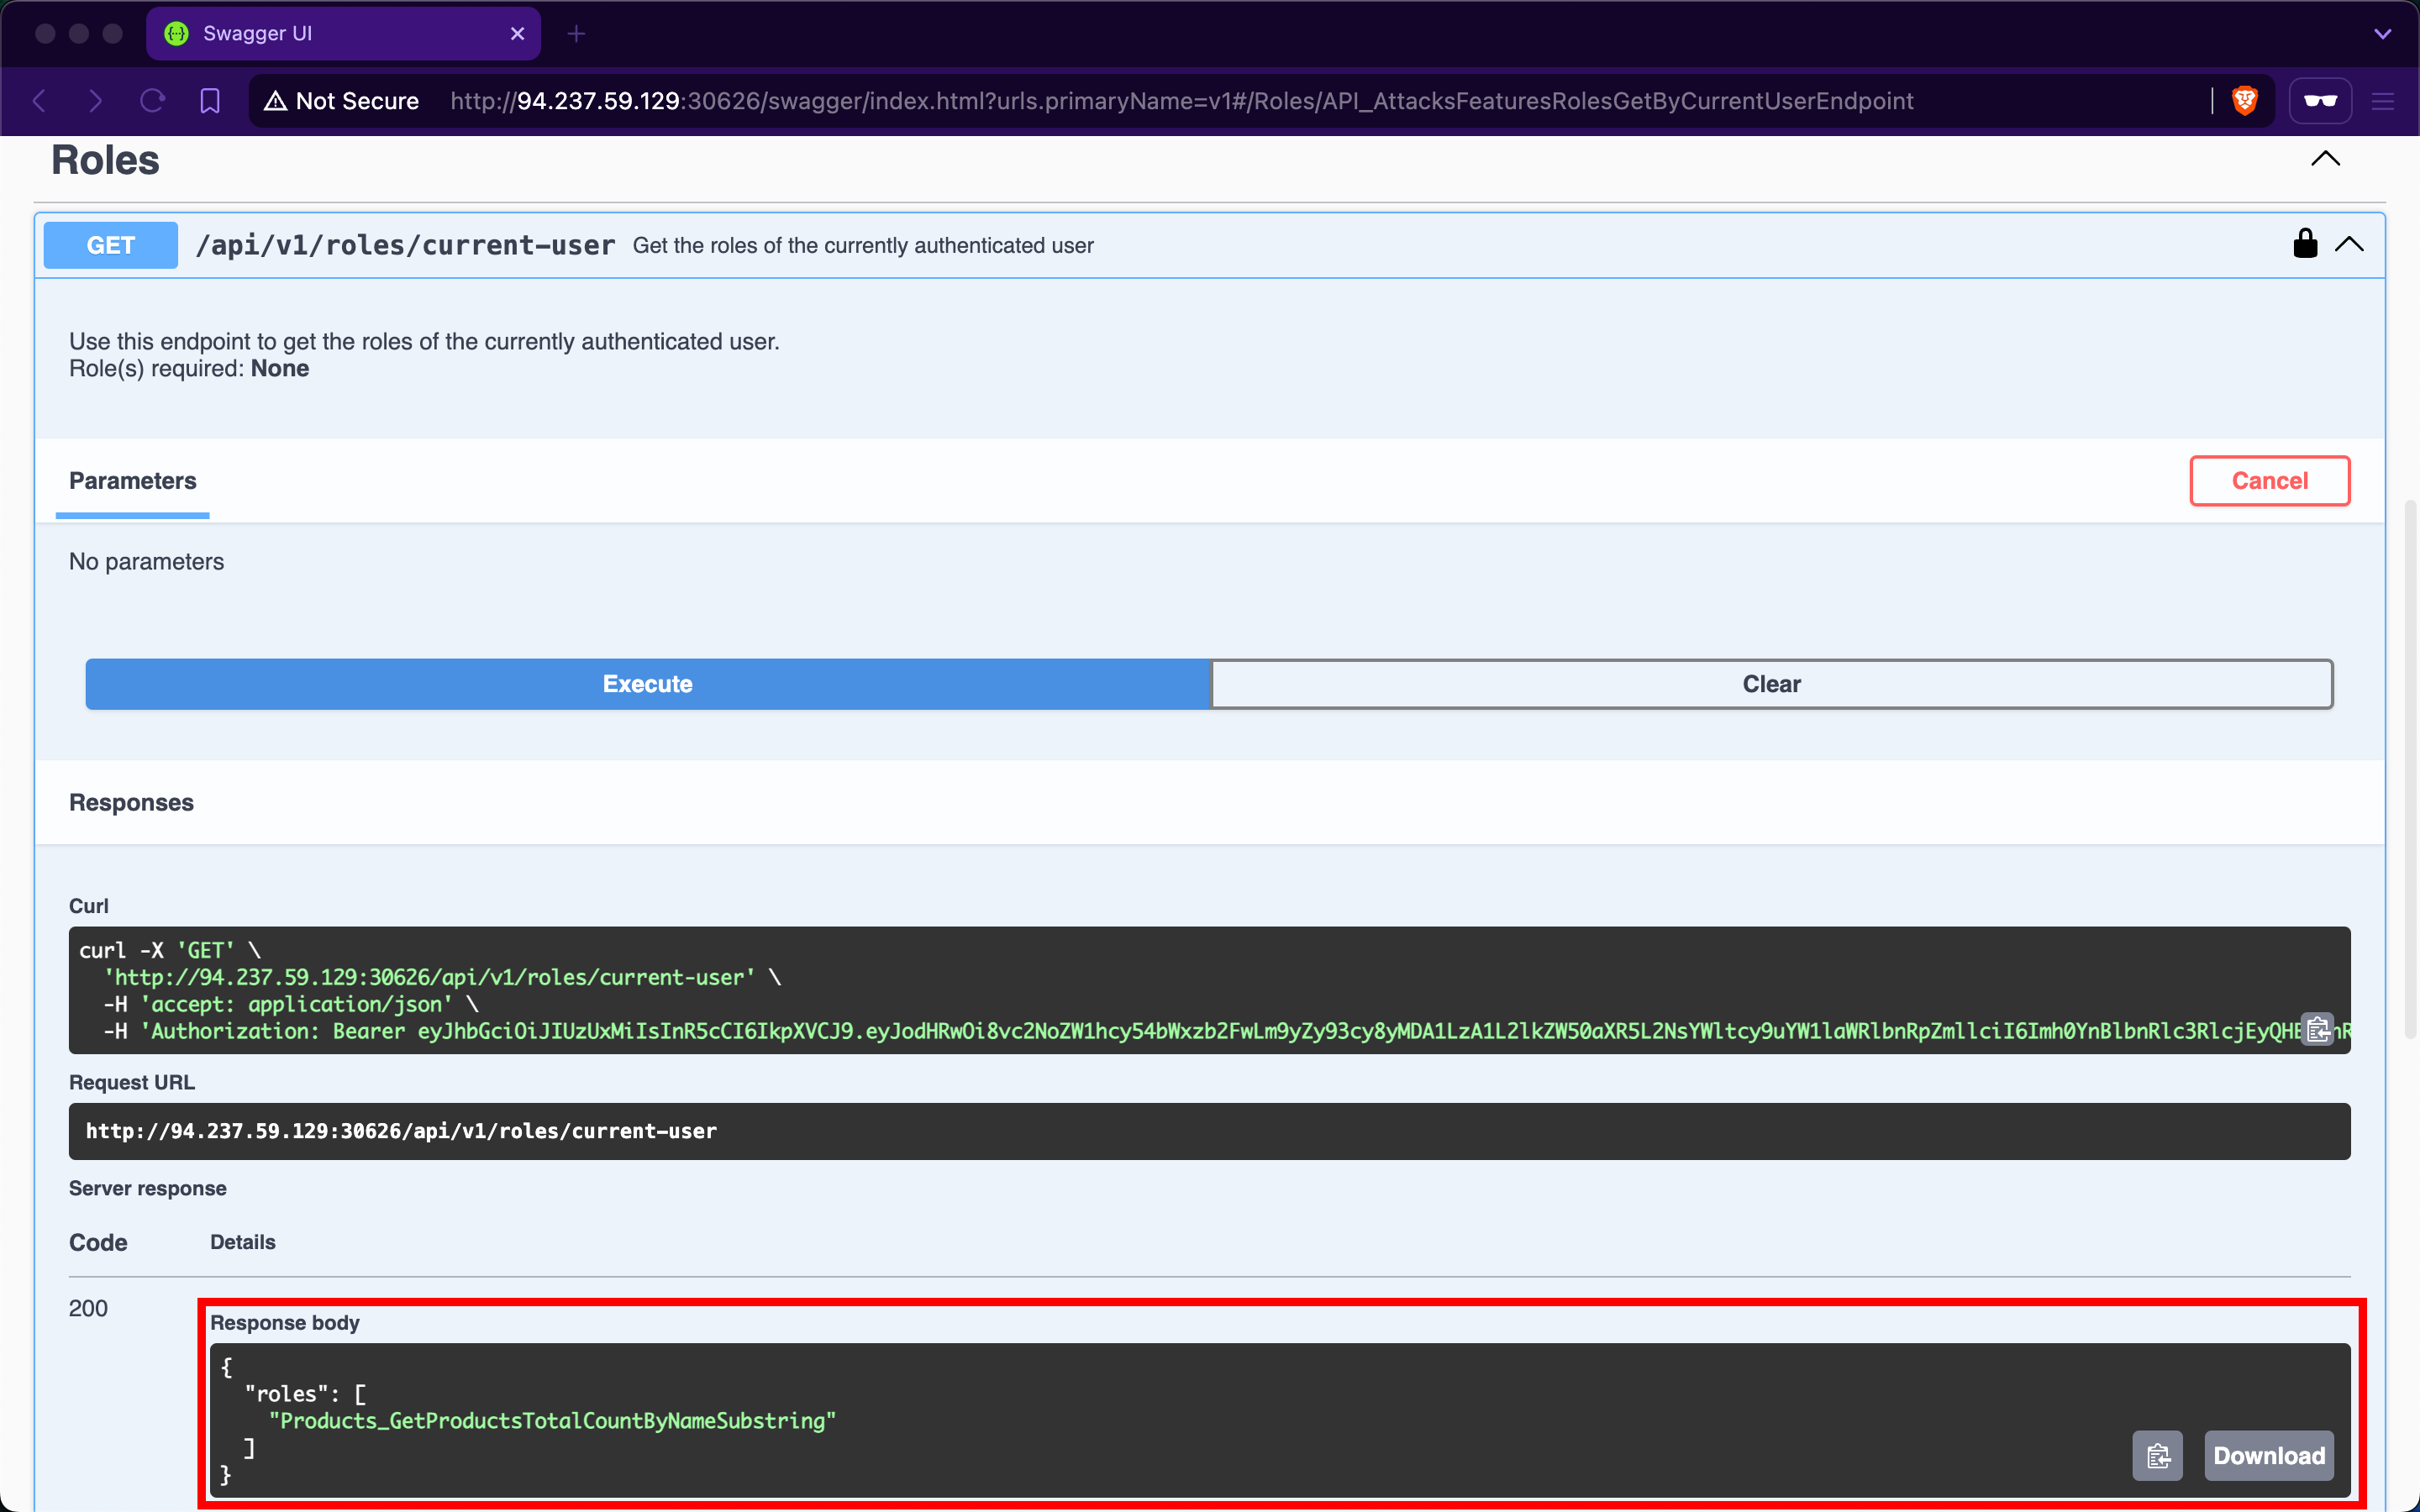 Swagger UI
Not Secure http://94.237.59.129:30626/swagger/index.html?urls.primaryName=v1#/Roles/API_AttacksFeaturesRolesGetByCurrentUserEndpoint
Roles
GET /api/v1/roles/current-user Get the roles of the currently authenticated user
Use this endpoint to get the roles of the currently authenticated user.
Role(s) required: None
Parameters
Cancel
No parameters
Execute
Clear
Responses
Curl
curl -X 'GET' \
'http://94.237.59.129:30626/api/v1/roles/current-user' \
-H 'accept: application/json' \
-H 'Authorization: Bearer eyJhbGciOiJIUzUxMiIsInR5cCI6IkpXVCJ9.eyJodHRwOi8vc2NoZW1hcy54bWxzb2FwLm9yZy93cy8yMDA1LzA1L2lkZW50aXR5L2NsYWltcy9uYW1laWRlbnRpZmllciI6Imh0YnBlbnRlc3RlcjEyQH
Request URL
http://94.237.59.129:30626/api/v1/roles/current-user
Server response
Code Details
200
Response body
{
"roles": [
"Products_GetProductsTotalCountByNameSubstring"
]
}
Download